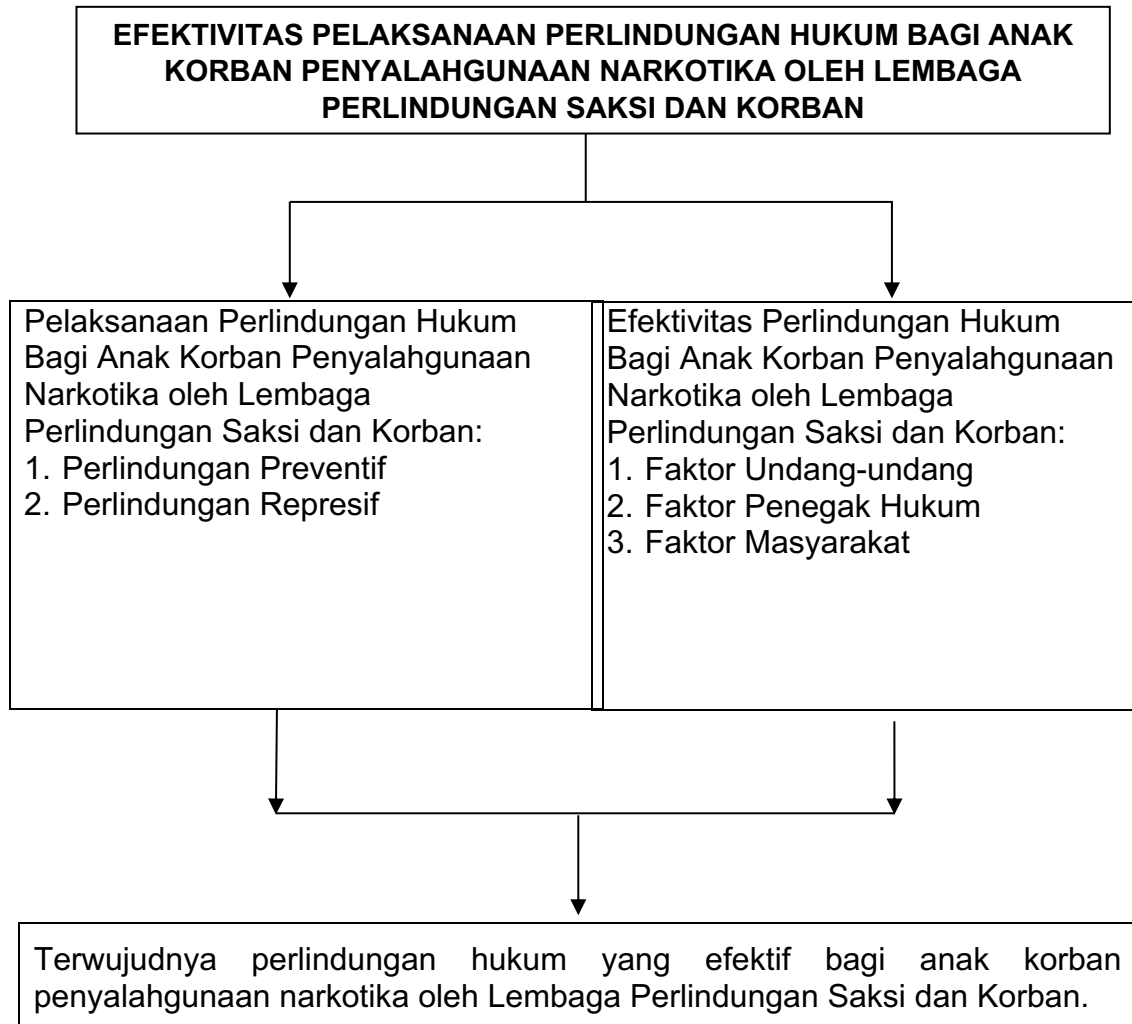 EFEKTIVITAS PELAKSANAAN PERLINDUNGAN HUKUM BAGI ANAK
KORBAN PENYALAHGUNAAN NARKOTIKA OLEH LEMBAGA
PERLINDUNGAN SAKSI DAN KORBAN
Pelaksanaan Perlindungan Hukum
Bagi Anak Korban Penyalahgunaan
Narkotika oleh Lembaga
Perlindungan Saksi dan Korban:
1. Perlindungan Preventif
2. Perlindungan Represif
Efektivitas Perlindungan Hukum
Bagi Anak Korban Penyalahgunaan
Narkotika oleh Lembaga
Perlindungan Saksi dan Korban:
1. Faktor Undang-undang
2. Faktor Penegak Hukum
3. Faktor Masyarakat
Terwujudnya perlindungan hukum yang efektif bagi anak korban
penyalahgunaan narkotika oleh Lembaga Perlindungan Saksi dan Korban.